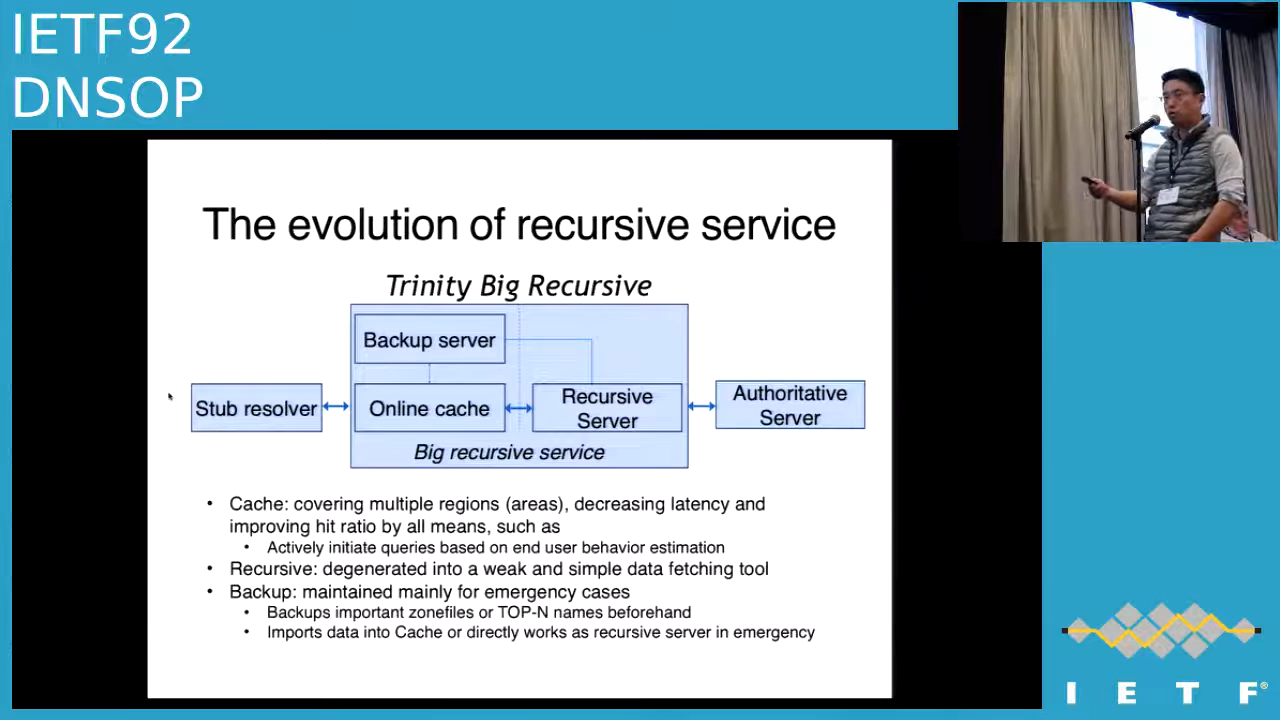 IETF92
DNSOP
The evolution of recursive service
Trinity Big Recursive
Backup server
Stub resolver
Online cache
Recursive
Server
Authoritative
Server
Big recursive service
• Cache: covering multiple regions (areas), decreasing latency and
improving hit ratio by all means, such as
• Actively initiate queries based on end user behavior estimation
• Recursive: degenerated into a weak and simple data fetching tool
• Backup: maintained mainly for emergency cases
• Backups important zonefiles or TOP-N names beforehand
• Imports data into Cache or directly works as recursive server in emergency
I E T F®